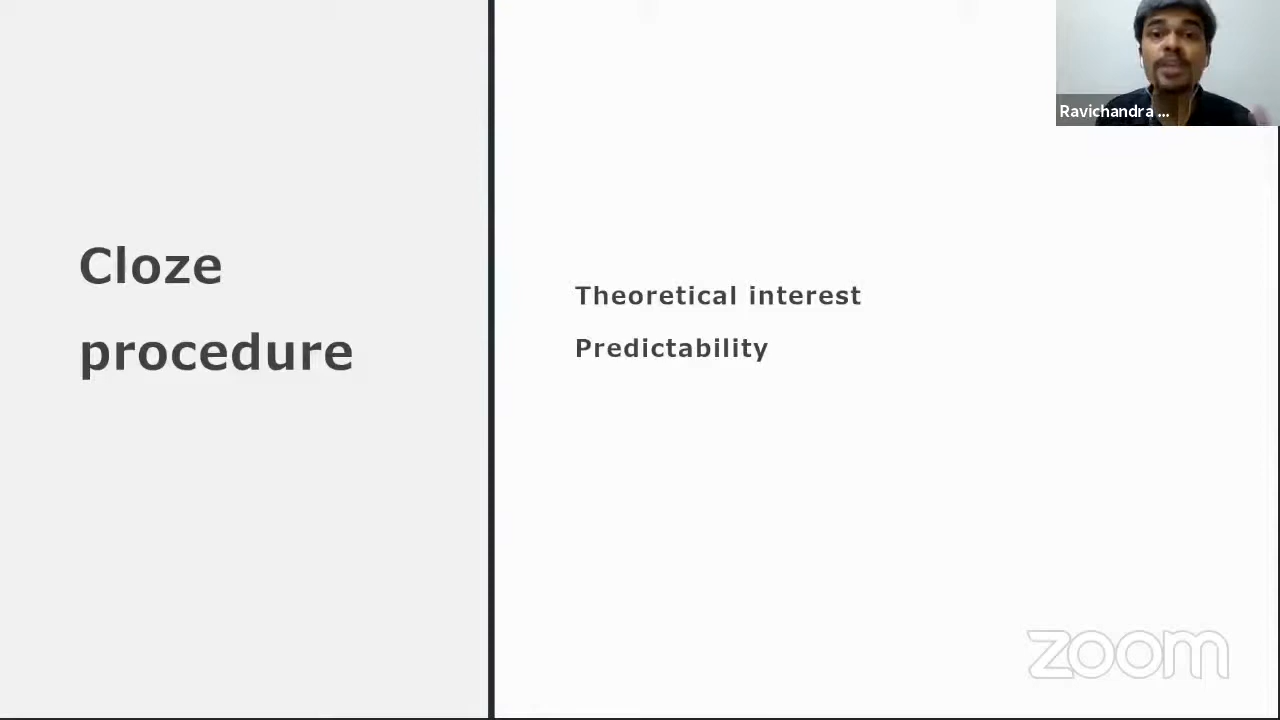 Cloze
procedure
Theoretical interest
Predictability
Ravichandra ...
zoom